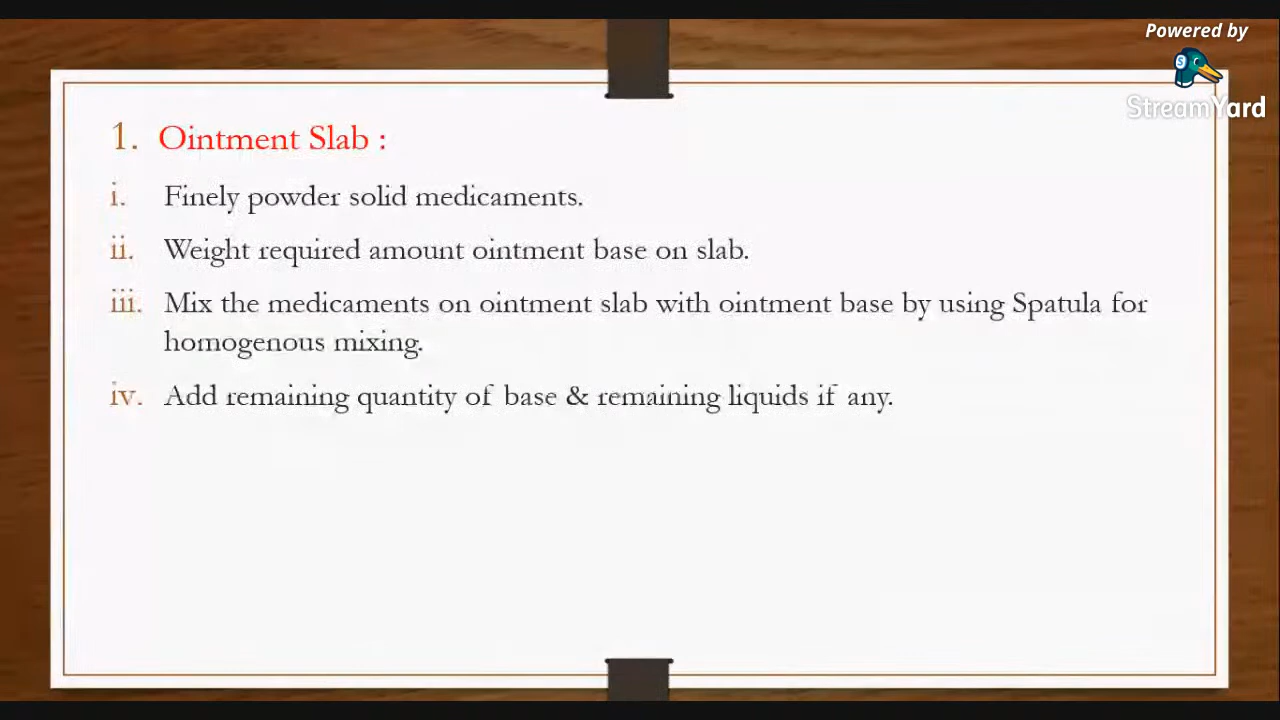 Powered by
StreamYard
1. Ointment Slab :
i. Finely powder solid medicaments.
ii. Weight required amount ointment base on slab.
iii. Mix the medicaments on ointment slab with ointment base by using Spatula for
homogenous mixing.
iv. Add remaining quantity of base & remaining liquids if any.